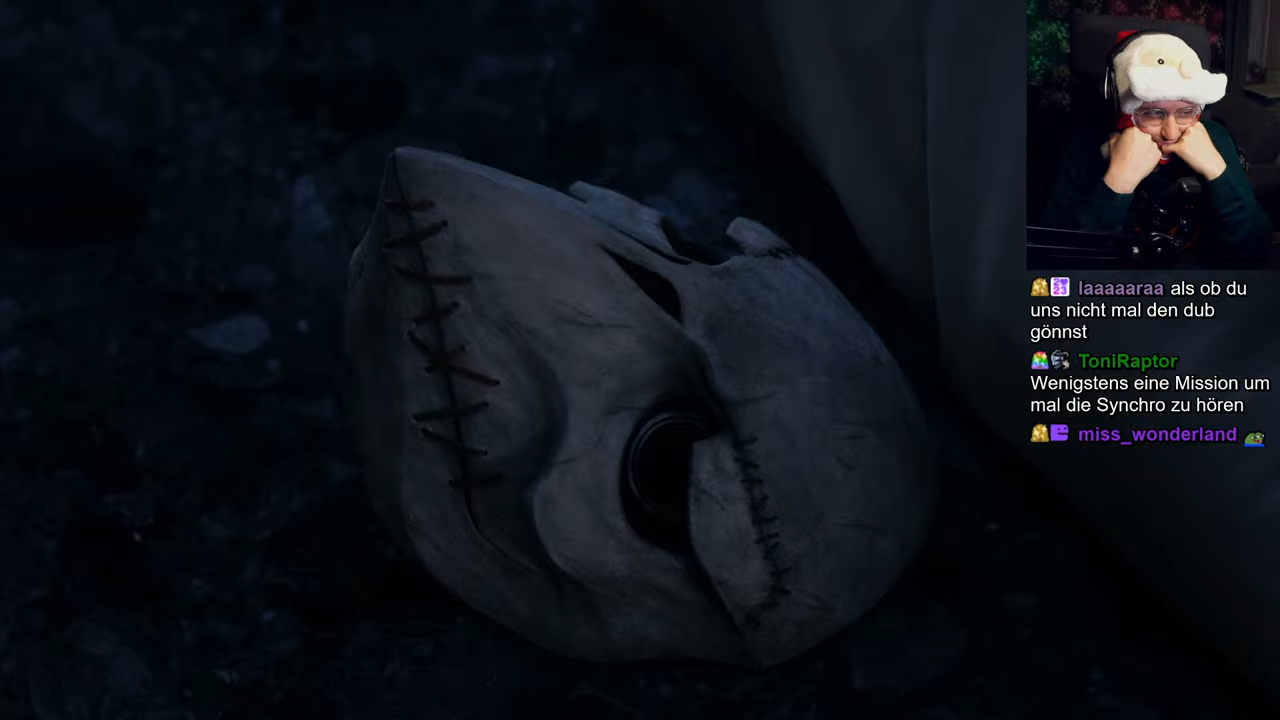 laaaaaraa als ob du
uns nicht mal den dub
gönnst
ToniRaptor
Wenigstens eine Mission um
mal die Synchro zu hören
miss_wonderland